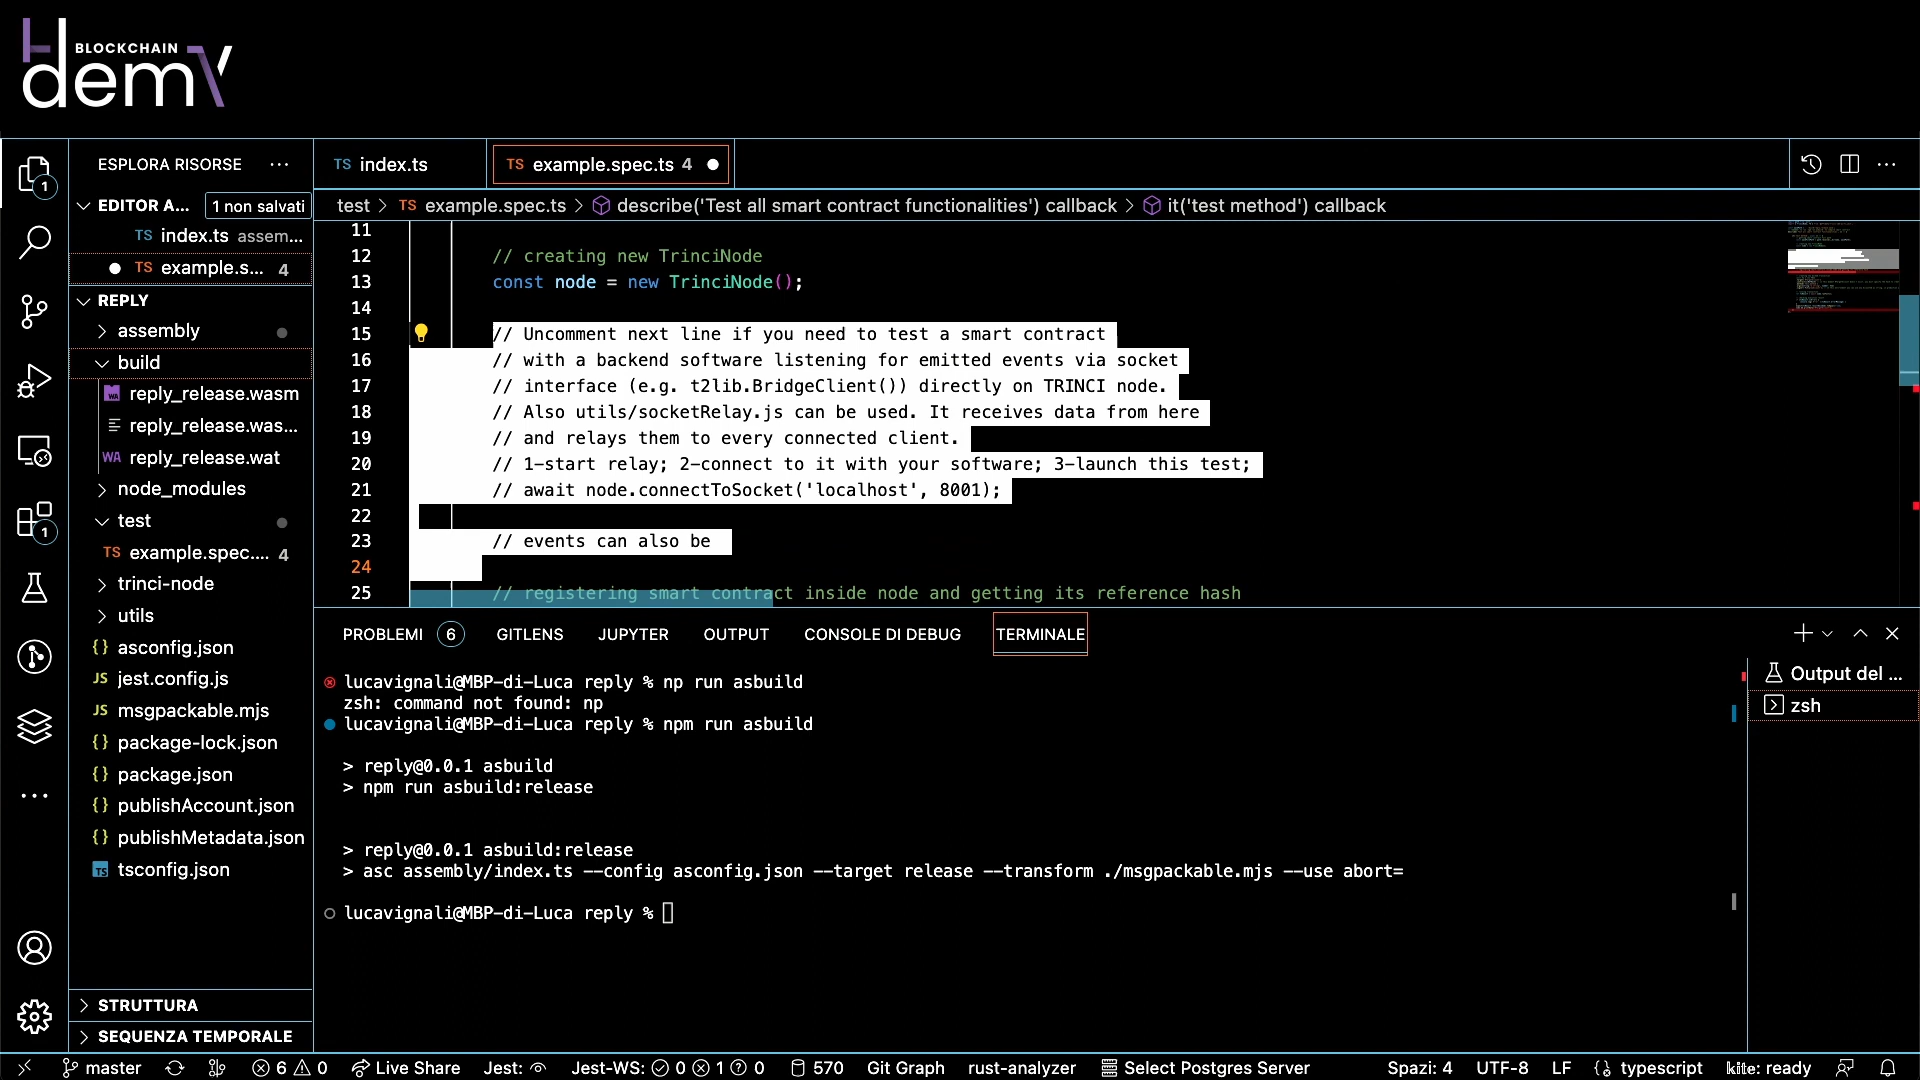 BLOCKCHAIN
demy
ESPLORA RISORSE
TS index.ts
TS example.spec.ts 4
EDITOR A... 1 non salvati
TS index.ts assem...
TS example.s... 4
REPLY
assembly
build
reply_release.wasm
reply_release.was...
WA reply_release.wat
node_modules
test
TS example.spec.... 4
trinci-node
utils
{} asconfig.json
JS jest.config.js
JS msgpackable.mjs
{} package-lock.json
{} package.json
{} publishAccount.json
{} publishMetadata.json
TS tsconfig.json
STRUTTURA
SEQUENZA TEMPORALE
test > TS example.spec.ts > describe('Test all smart contract functionalities') callback > it('test method') callback
11
12 // creating new TrinciNode
13 const node = new TrinciNode();
14
15 // Uncomment next line if you need to test a smart contract
16 // with a backend software listening for emitted events via socket
17 // interface (e.g. t2lib.BridgeClient()) directly on TRINCI node.
18 // Also utils/socketRelay.js can be used. It receives data from here
19 // and relays them to every connected client.
20 // 1-start relay; 2-connect to it with your software; 3-launch this test;
21 // await node.connectToSocket('localhost', 8001);
22
23 // events can also be
24
25 // registering smart contract inside node and getting its reference hash
PROBLEMI 6 GITLENS JUPYTER OUTPUT CONSOLE DI DEBUG TERMINALE
lucavignali@MBP-di-Luca reply % np run asbuild
zsh: command not found: np
lucavignali@MBP-di-Luca reply % npm run asbuild
> reply@0.0.1 asbuild
> npm run asbuild:release
> reply@0.0.1 asbuild:release
> asc assembly/index.ts --config asconfig.json --target release --transform ./msgpackable.mjs --use abort=
lucavignali@MBP-di-Luca reply %
Output del ...
zsh
1
1
master 6 0 Live Share Jest: Jest-WS: 0 1 0 570 Git Graph rust-analyzer Select Postgres Server Spazi: 4 UTF-8 LF {} typescript kite: ready